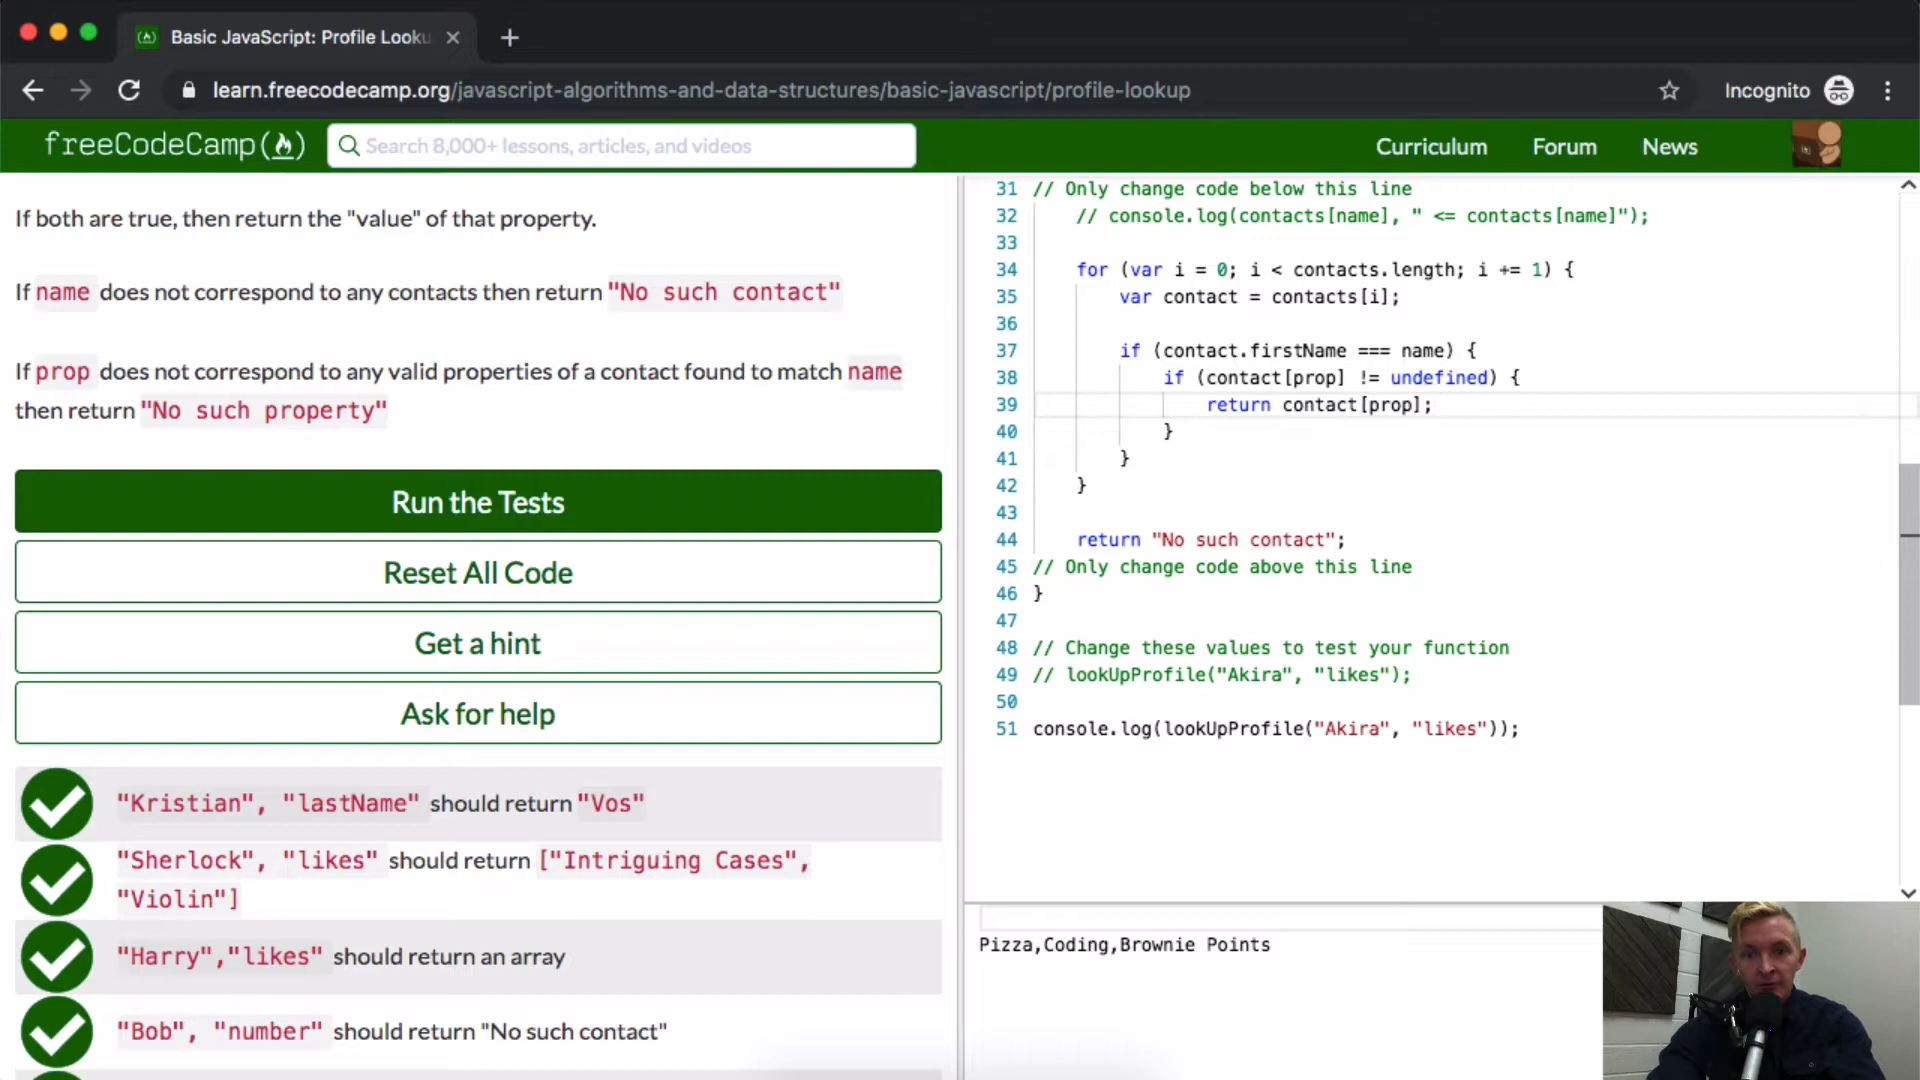 Basic JavaScript: Profile Looku
learn.freecodecamp.org/javascript-algorithms-and-data-structures/basic-javascript/profile-lookup
Incognito
freeCodeCamp
Search 8,000+ lessons, articles, and videos
Curriculum
Forum
News
If both are true, then return the "value" of that property.
If name does not correspond to any contacts then return "No such contact"
If prop does not correspond to any valid properties of a contact found to match name
then return "No such property"
Run the Tests
Reset All Code
Get a hint
Ask for help
"Kristian", "lastName" should return "Vos"
"Sherlock", "likes" should return ["Intriguing Cases",
"Violin"]
"Harry","likes" should return an array
"Bob", "number" should return "No such contact"
31 // Only change code below this line
32 // console.log(contacts[name], " <= contacts[name]");
33
34 for (var i = 0; i < contacts.length; i += 1) {
35 var contact = contacts[i];
36
37 if (contact.firstName === name) {
38 if (contact[prop] != undefined) {
39 return contact[prop];
40 }
41 }
42 }
43
44 return "No such contact";
45 // Only change code above this line
46 }
47
48 // Change these values to test your function
49 // lookUpProfile("Akira", "likes");
50
51 console.log(lookUpProfile("Akira", "likes"));
Pizza,Coding,Brownie Points